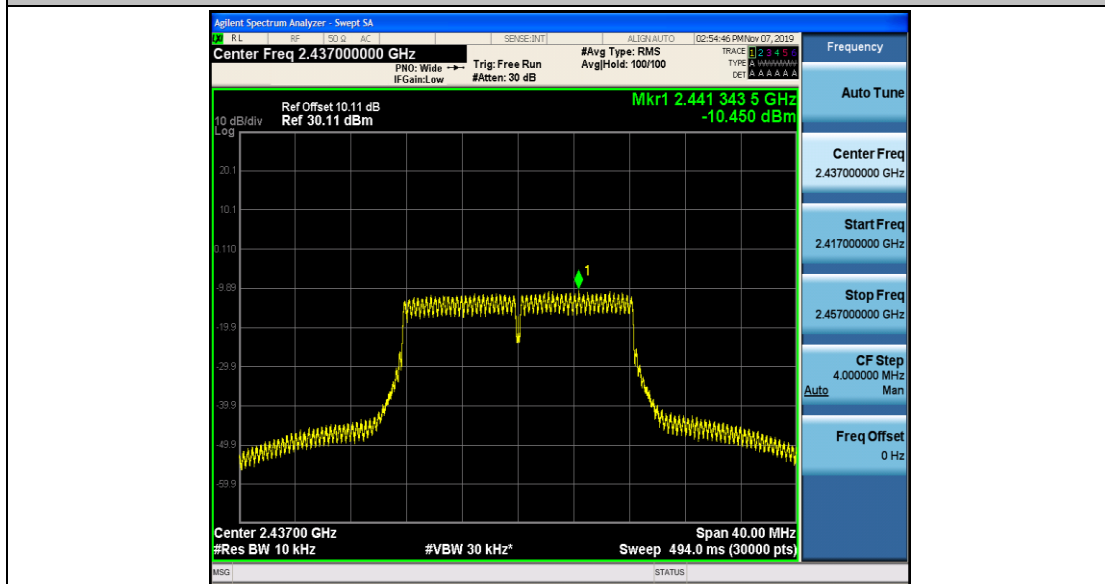 Agilent Spectrum Analyzer - Swept SA
RL RF 50 Ω AC SENSE:INT ALIGN AUTO 02:54:46 PM Nov 07, 2019
Center Freq 2.437000000 GHz
PNO: Wide
IFGain:Low
Trig: Free Run
#Atten: 30 dB
#Avg Type: RMS
Avg|Hold: 100/100
TRACE 1 2 3 4 5 6
TYPE A WWWWW
DET A A A A A A
Ref Offset 10.11 dB
10 dB/div Ref 30.11 dBm
Log
Mkr1 2.441 343 5 GHz
-10.450 dBm
20.1
10.1
0.110
-9.89
-19.9
-29.9
-39.9
-49.9
-59.9
1
Center 2.43700 GHz Span 40.00 MHz
#Res BW 10 kHz #VBW 30 kHz* Sweep 494.0 ms (30000 pts)
MSG STATUS
Frequency
Auto Tune
Center Freq
2.437000000 GHz
Start Freq
2.417000000 GHz
Stop Freq
2.457000000 GHz
CF Step
4.000000 MHz
Auto Man
Freq Offset
0 Hz